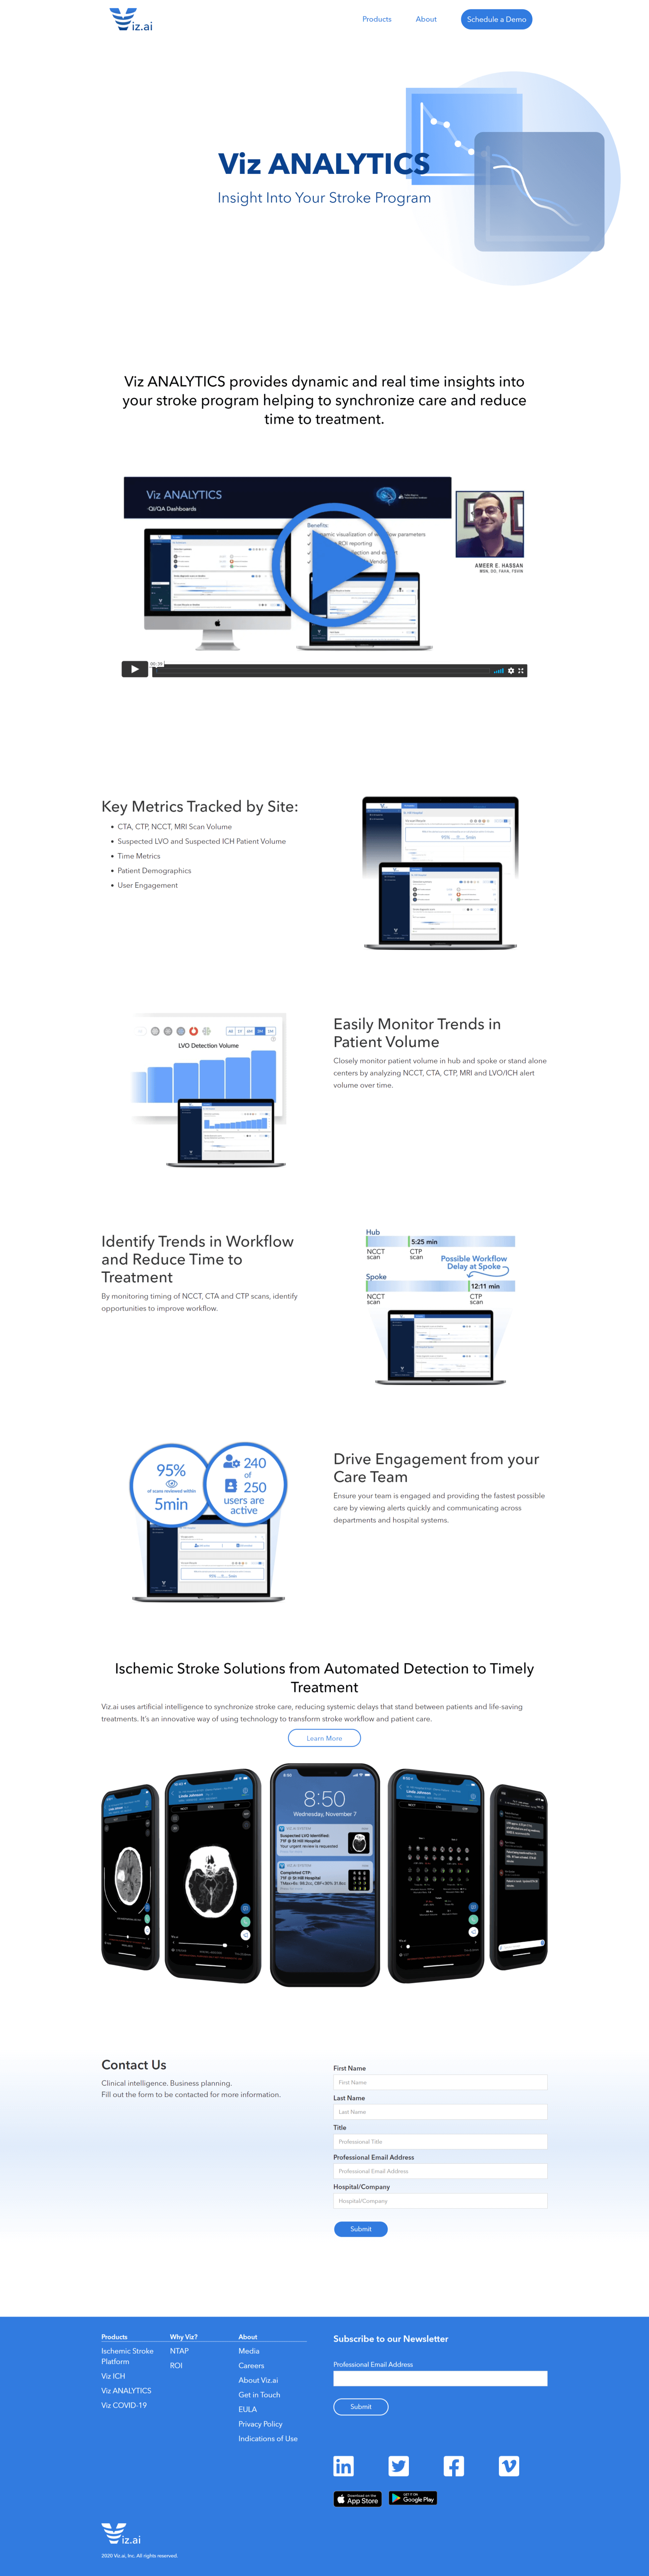 Viz.ai
Products
About
Schedule a Demo
Viz ANALYTICS
Insight Into Your Stroke Program
Viz ANALYTICS provides dynamic and real time insights into
your stroke program helping to synchronize care and reduce
time to treatment.
Viz ANALYTICS
-QI/QA Dashboards
Benefits:
AMEER E. HASSAN
Key Metrics Tracked by Site:
• CTA, CTP, NCCT, MRI Scan Volume
• Suspected LVO and Suspected ICH Patient Volume
• Time Metrics
• Patient Demographics
• User Engagement
LVO Detection Volume
Easily Monitor Trends in
Patient Volume
Closely monitor patient volume in hub and spoke or stand alone
centers by analyzing NCCT, CTA, CTP, MRI and LVO/ICH alert
volume over time.
Identify Trends in Workflow
and Reduce Time to
Treatment
By monitoring timing of NCCT, CTA and CTP scans, identify
opportunities to improve workflow.
Hub
5:25 min
NCCT
scan
CTP
scan
Possible Workflow
Delay at Spoke
Spoke
12:11 min
NCCT
scan
CTP
scan
95%
of scans reviewed within
5min
240
of
250
users are
active
Drive Engagement from your
Care Team
Ensure your team is engaged and providing the fastest possible
care by viewing alerts quickly and communicating across
departments and hospital systems.
Ischemic Stroke Solutions from Automated Detection to Timely
Treatment
Viz.ai uses artificial intelligence to synchronize stroke care, reducing systemic delays that stand between patients and life-saving
treatments. It's an innovative way of using technology to transform stroke workflow and patient care.
Learn More
8:50
Wednesday, November 7
Suspected LVO Identified:
Your urgent review is requested
Completed CTP:
Contact Us
Clinical intelligence. Business planning.
Fill out the form to be contacted for more information.
First Name
First Name
Last Name
Last Name
Title
Professional Title
Professional Email Address
Professional Email Address
Hospital/Company
Hospital/Company
Submit
Products
Ischemic Stroke
Platform
Viz ICH
Viz ANALYTICS
Viz COVID-19
Why Viz?
NTAP
ROI
About
Media
Careers
About Viz.ai
Get in Touch
EULA
Privacy Policy
Indications of Use
Subscribe to our Newsletter
Professional Email Address
Submit
Download on the
App Store
GET IT ON
Google Play
Viz.ai
2020 Viz.ai, Inc. All rights reserved.